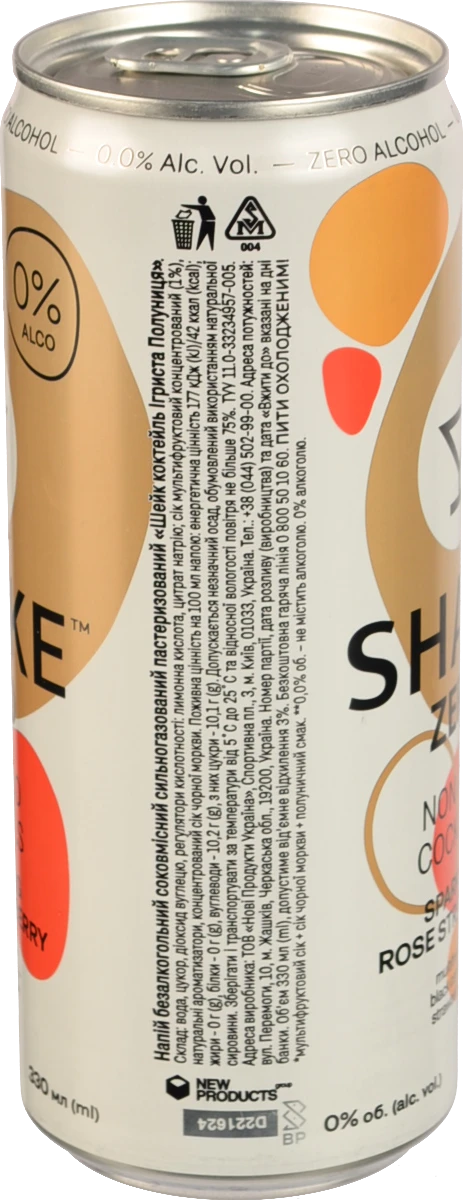 ALCOHOL — 0.0% Alc. Vol. — ZERO ALCOHOL —
0%
ALCO
004
Напій безалкогольний соковмісний сильногазований пастеризований «Шейк коктейль Ігриста Полуниця».
Склад: вода, цукор, діоксид вуглецю, регулятори кислотності: лимонна кислота, цитрат натрію; сік мультифруктовий концентрований (1%),
натуральні ароматизатори, концентрований сік чорної моркви. Поживна цінність на 100 мл напою: енергетична цінність 177 кДж (kJ)/42 ккал (kcal);
жири - 0 г (g), білки - 0 г (g), вуглеводи - 10,2 г (g), з них цукри - 10,1 г (g). Допускається незначний осад, обумовлений використанням натуральної
сировини. Зберігати і транспортувати за температури від 5˚С до 25˚С та відносної вологості повітря не більше 75%. ТУУ 11.0-33234957-005.
Адреса виробника: ТОВ «Нові Продукти Україна», Спортивна пл., 3, м. Київ, 01033, Україна. Тел.: +38 (044) 502-99-00. Адреса потужностей:
вул. Перемоги, 10, м. Жашків, Черкаська обл., 19200, Україна. Номер партії, дата розливу (виробництва) та дата «Вжити до» вказані на дні
банки. Об'єм 330 мл (ml), допустиме від'ємне відхилення 3%. Безкоштовна гаряча лінія 0 800 50 10 60. ПИТИ ОХОЛОДЖЕНИМ!
*мультифруктовий сік + сік чорної моркви + полуничний смак. **0,0% об. – не містить алкоголю. 0% алкоголю.
KE™
SHA
ZE
NON
COCK
SPAR
ROSE STR
NEW
PRODUCTS group
D221624
BP
330 мл (ml)
0% об. (alc. vol.)